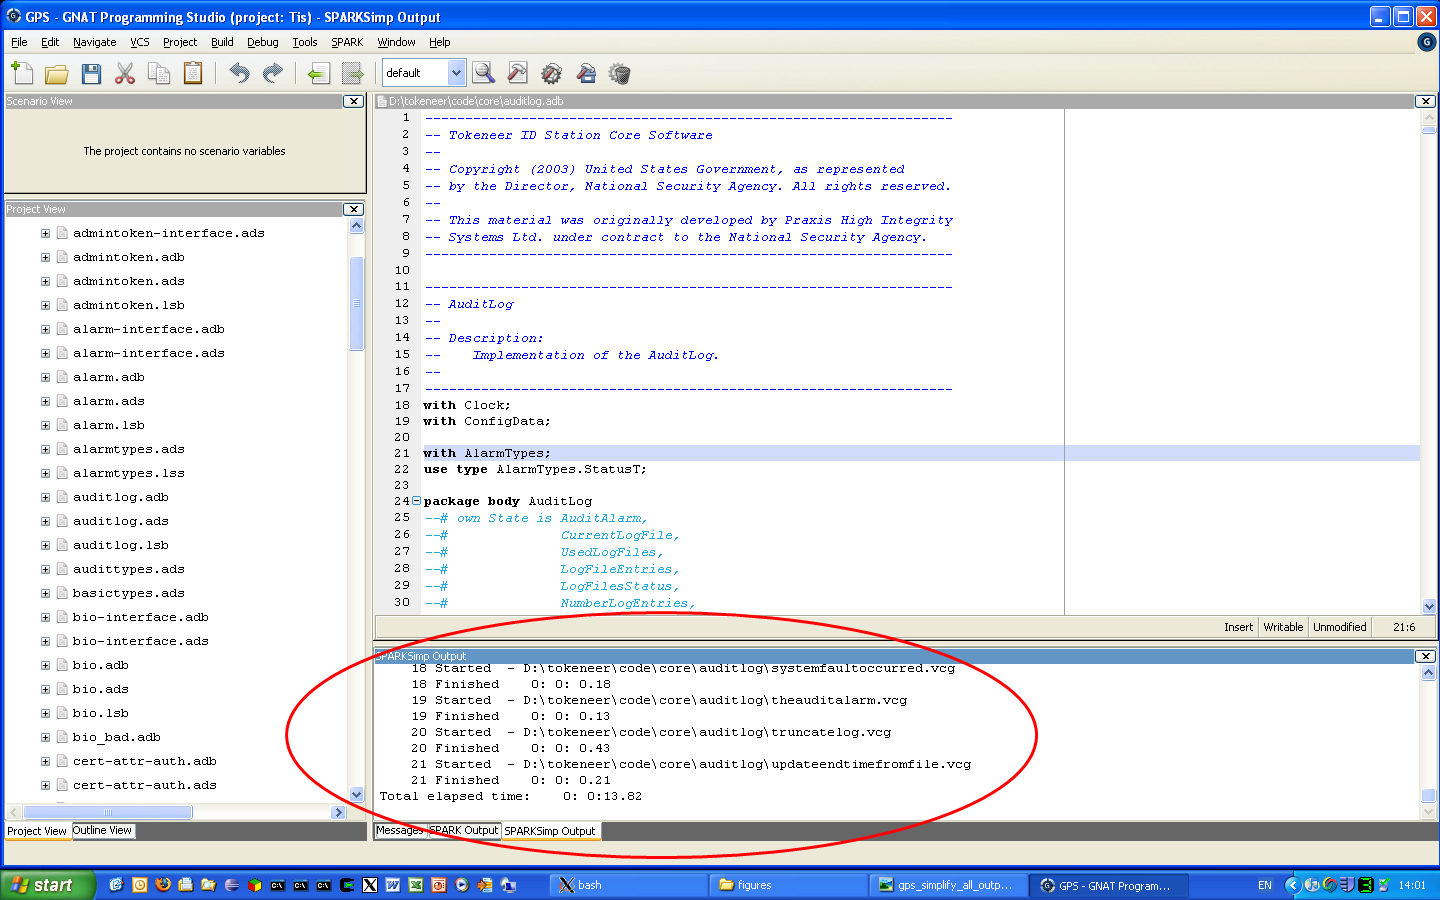 GPS - GNAT Programming Studio (project: Tis) - SPARKSimp Output
File Edit Navigate VCS Project Build Debug Tools SPARK Window Help
default
Scenario View
The project contains no scenario variables
Project View
admintoken-interface.ads
admintoken.adb
admintoken.ads
admintoken.lsb
alarm-interface.adb
alarm-interface.ads
alarm.adb
alarm.ads
alarm.lsb
alarmtypes.ads
alarmtypes.lss
auditlog.adb
auditlog.ads
auditlog.lsb
audittypes.ads
basictypes.ads
bio-interface.adb
bio-interface.ads
bio.adb
bio.ads
bio.lsb
bio_bad.adb
cert-attr-auth.adb
cert-attr-auth.ads
Project View Outline View
D:\tokeneer\code\core\auditlog.adb
1 ------------------------------------------------------------------
2 -- Tokeneer ID Station Core Software
3 --
4 -- Copyright (2003) United States Government, as represented
5 -- by the Director, National Security Agency. All rights reserved.
6 --
7 -- This material was originally developed by Praxis High Integrity
8 -- Systems Ltd. under contract to the National Security Agency.
9 ------------------------------------------------------------------
10
11 ------------------------------------------------------------------
12 -- AuditLog
13 --
14 -- Description:
15 --    Implementation of the AuditLog.
16 --
17 ------------------------------------------------------------------
18 with Clock;
19 with ConfigData;
20
21 with AlarmTypes;
22 use type AlarmTypes.StatusT;
23
24 package body AuditLog
25 --# own State is AuditAlarm,
26 --#              CurrentLogFile,
27 --#              UsedLogFiles,
28 --#              LogFileEntries,
29 --#              LogFilesStatus,
30 --#              NumberLogEntries,
Insert Writable Unmodified 21:6
SPARKSimp Output
18 Started  - D:\tokeneer\code\core\auditlog\systemfaultoccurred.vcg
18 Finished    0: 0: 0.18
19 Started  - D:\tokeneer\code\core\auditlog\theauditalarm.vcg
19 Finished    0: 0: 0.13
20 Started  - D:\tokeneer\code\core\auditlog\truncatelog.vcg
20 Finished    0: 0: 0.43
21 Started  - D:\tokeneer\code\core\auditlog\updateendtimefromfile.vcg
21 Finished    0: 0: 0.21
Total elapsed time:    0: 0:13.82
Messages SPARK Output SPARKSimp Output
start bash figures gps_simplify_all_outp... GPS - GNAT Program... EN 14:01